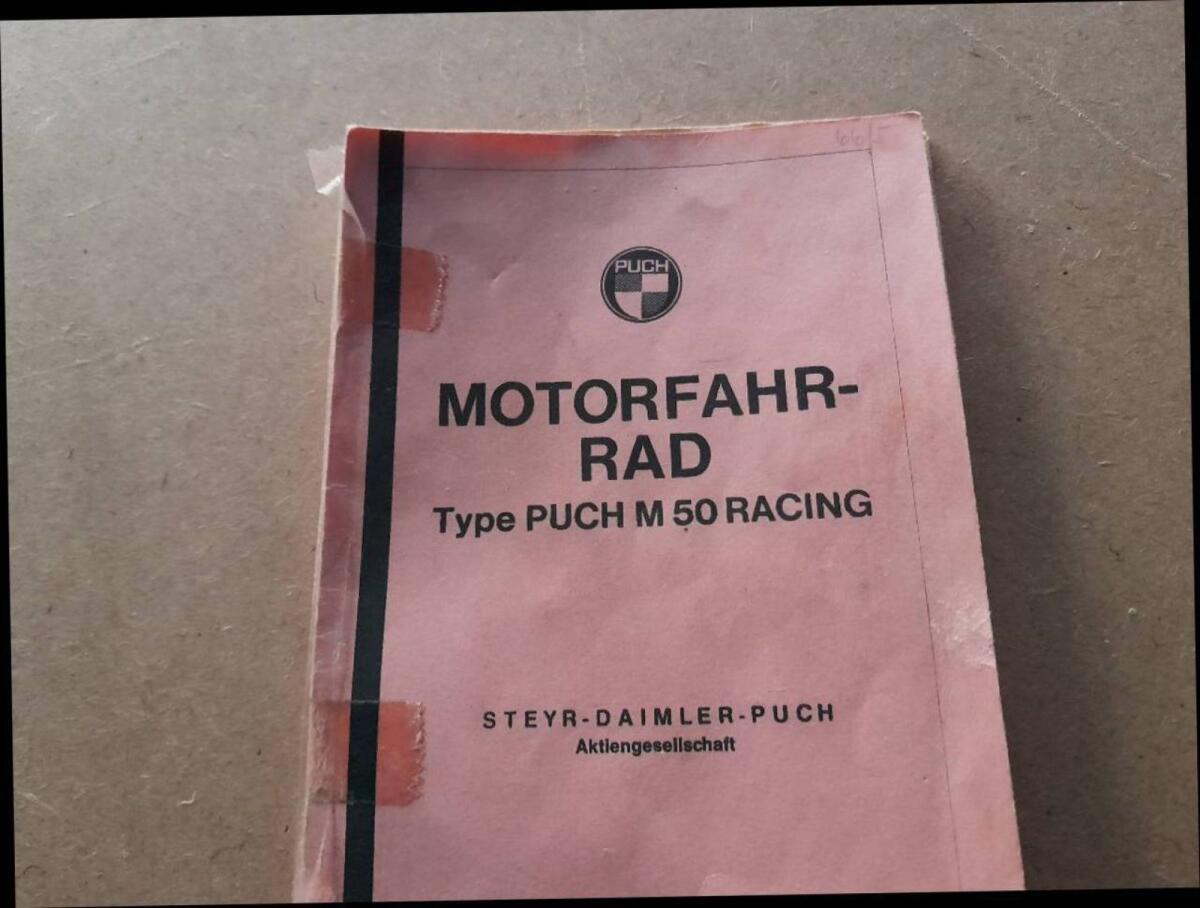 PUCH
MOTORFAHR-
RAD
Type PUCH M 50 RACING
STEYR-DAIMLER-PUCH
Aktiengesellschaft